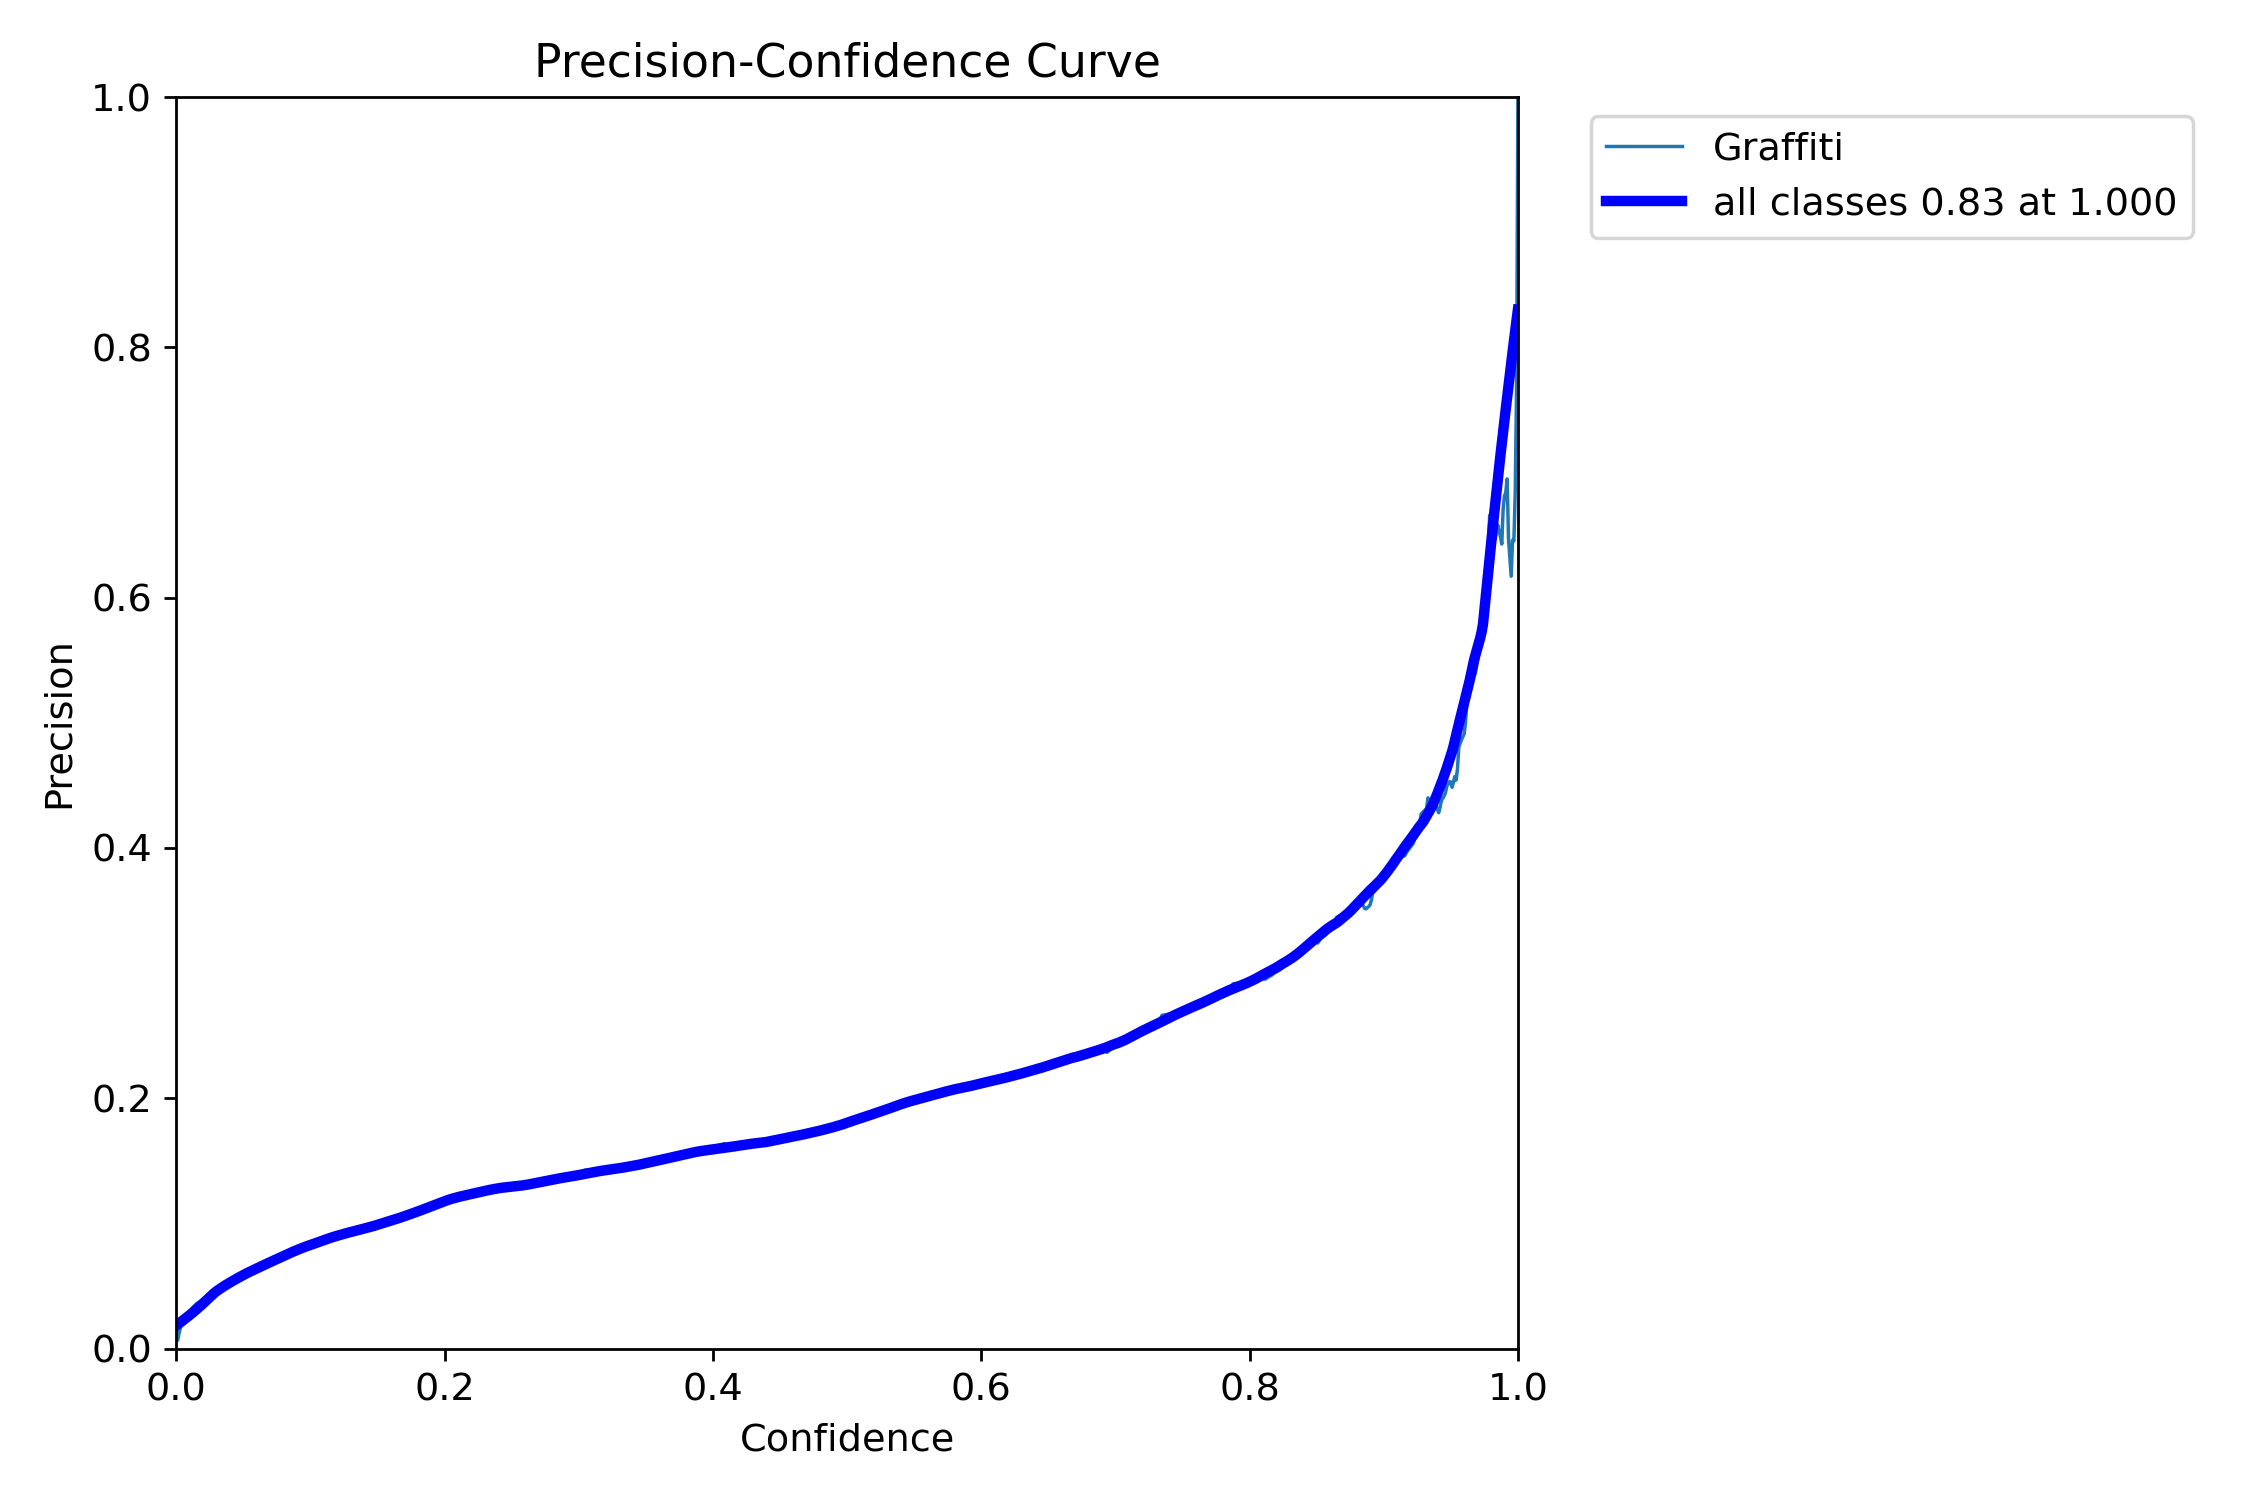 Precision-Confidence Curve
1.0
0.8
0.6
0.4
0.2
0.0
Precision
0.0 0.2 0.4 0.6 0.8 1.0
Confidence
Graffiti
all classes 0.83 at 1.000